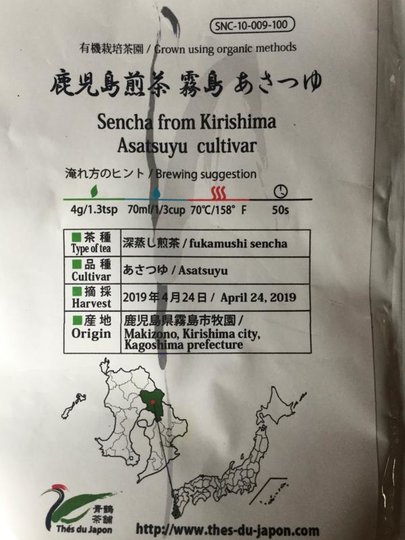 SNC-10-009-100
有機栽培茶園 / Grown using organic methods
鹿児島煎茶 霧島 あさつゆ
Sencha from Kirishima
Asatsuyu cultivar
淹れ方のヒント / Brewing suggestion
4g/1.3tsp 70ml/1/3cup 70℃/158° F 50s
■茶種 深蒸し煎茶 / fukamushi sencha
Type of tea
■品種 あさつゆ / Asatsuyu
Cultivar
■摘採 2019年4月24日 / April 24, 2019
Harvest
■産地 鹿児島県霧島市牧園 /
Origin Makizono, Kirishima city,
Kagoshima prefecture
青鶴
茶舗
Thés du Japon
http://www.thes-du-japon.com